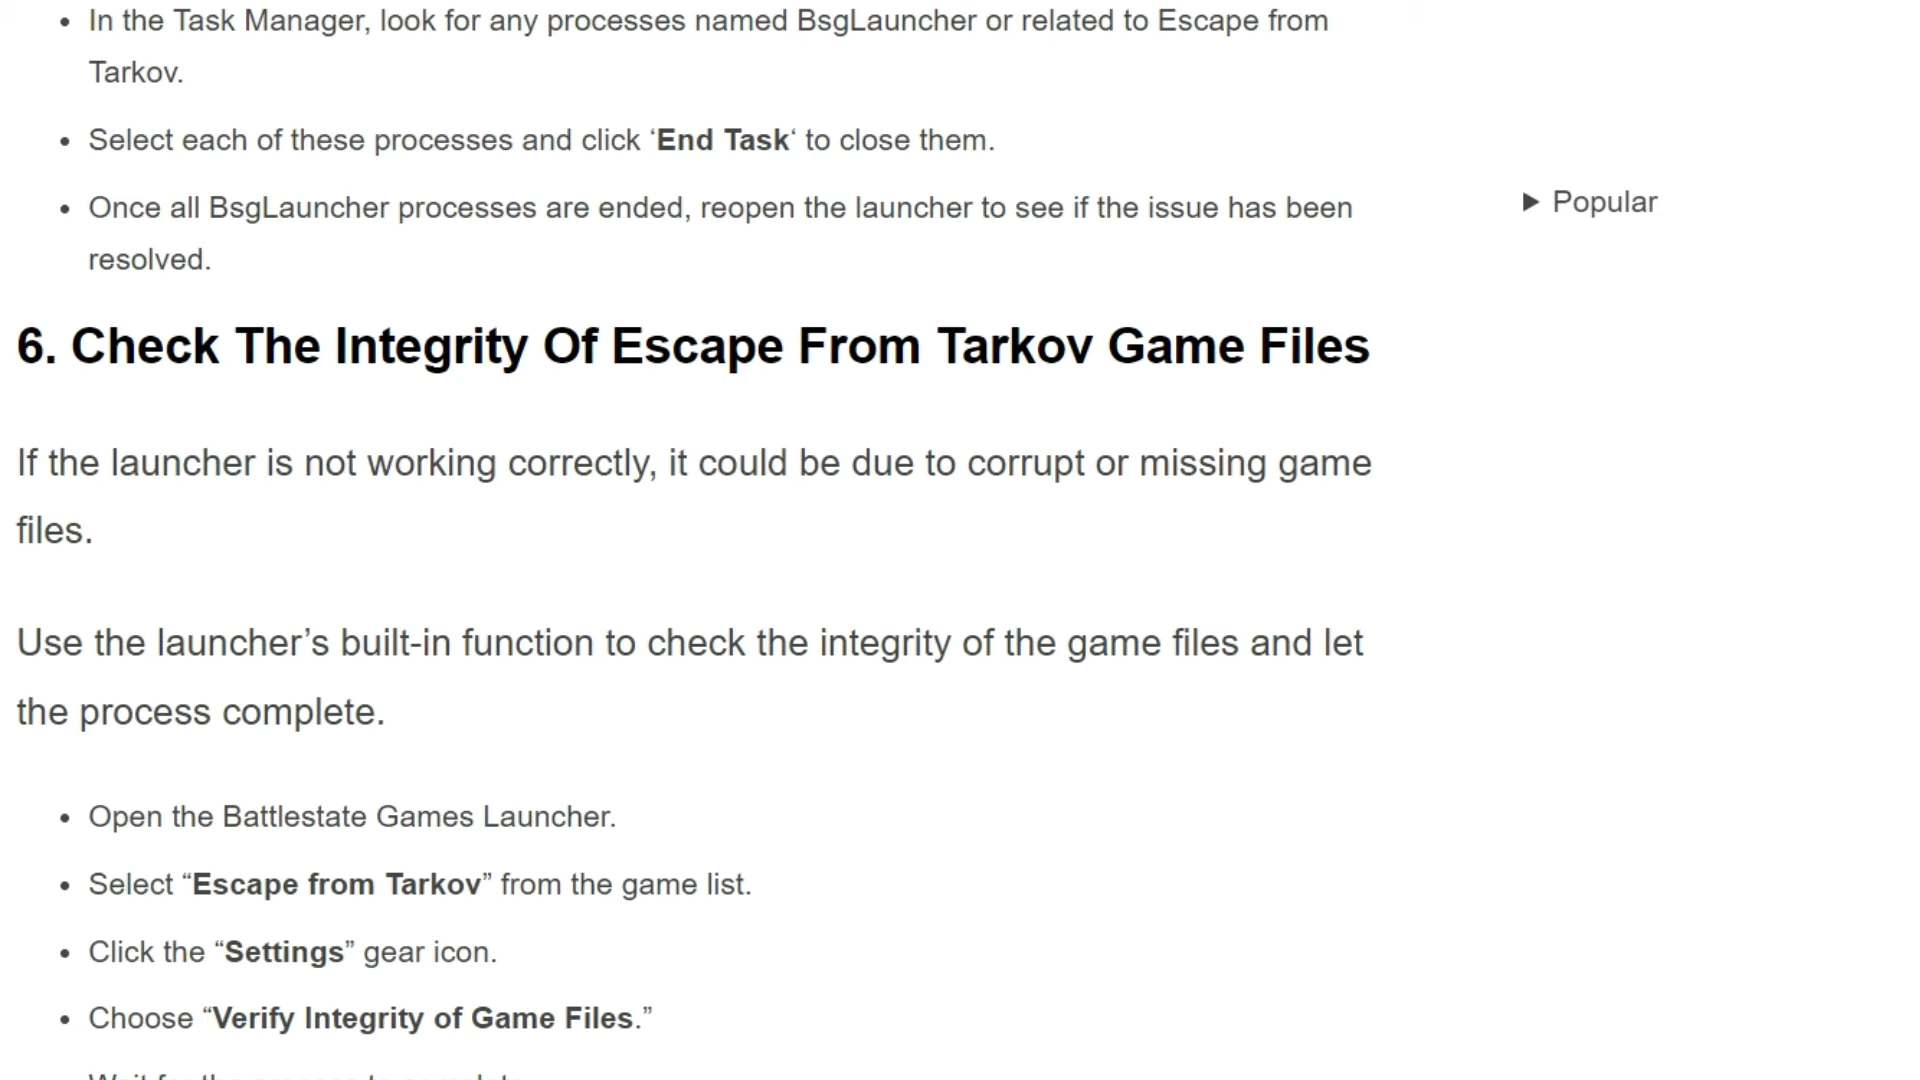 • In the Task Manager, look for any processes named BsgLauncher or related to Escape from
Tarkov.
• Select each of these processes and click ‘End Task‘ to close them.
• Once all BsgLauncher processes are ended, reopen the launcher to see if the issue has been
resolved.
▶ Popular
6. Check The Integrity Of Escape From Tarkov Game Files
If the launcher is not working correctly, it could be due to corrupt or missing game
files.
Use the launcher’s built-in function to check the integrity of the game files and let
the process complete.
• Open the Battlestate Games Launcher.
• Select “Escape from Tarkov” from the game list.
• Click the “Settings” gear icon.
• Choose “Verify Integrity of Game Files.”